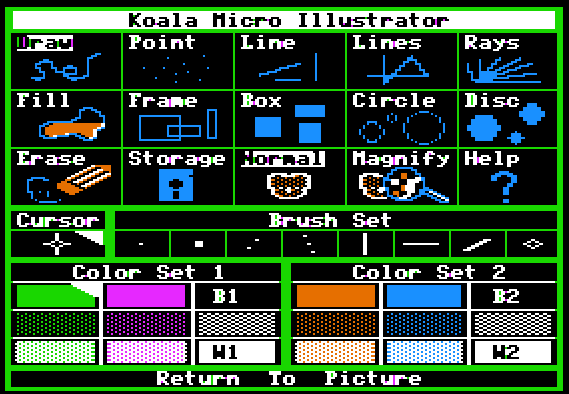 Koala Micro Illustrator
Draw Point Line Lines Rays
Fill Frame Box Circle Disc
Erase Storage Normal Magnify Help
Cursor Brush Set
Color Set 1 Color Set 2
B1 B2
W1 W2
Return To Picture